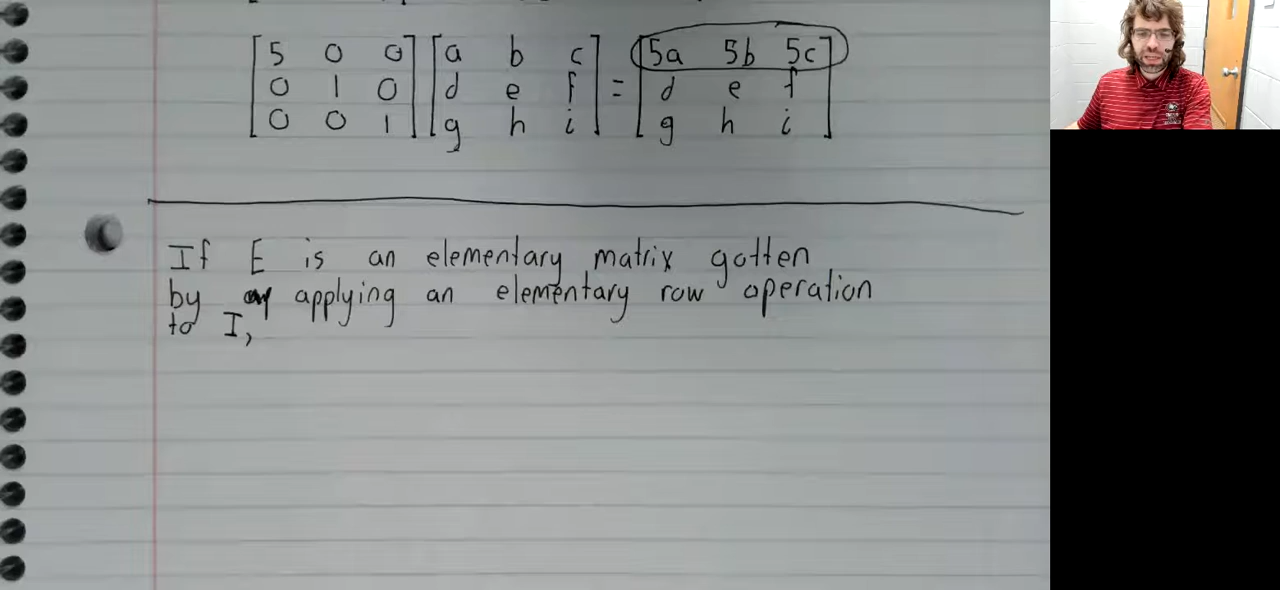 [5 0 0] [a b c] = [5a 5b 5c]
[0 1 0] [d e f] [d e f]
[0 0 1] [g h i] [g h i]
If E is an elementary matrix gotten
by applying an elementary row operation
to I,